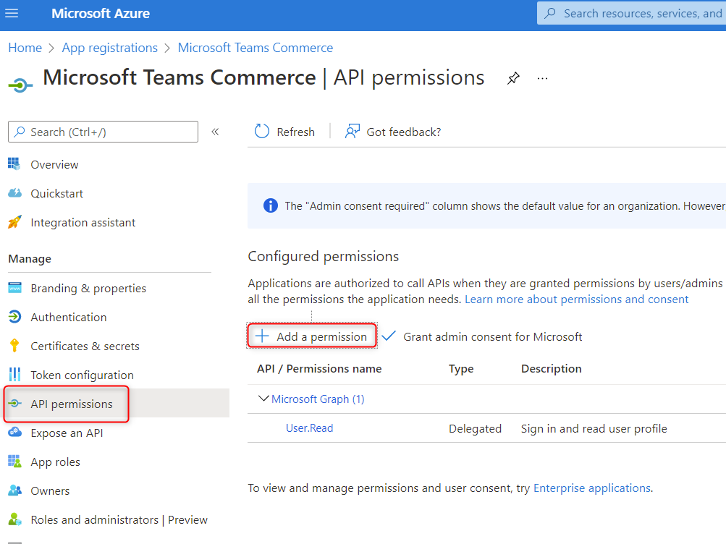 Microsoft Azure
Search resources, services, and
Home > App registrations > Microsoft Teams Commerce
Microsoft Teams Commerce | API permissions
Search (Ctrl+/)
«
Refresh
Got feedback?
Overview
Quickstart
Integration assistant
Manage
Branding & properties
Authentication
Certificates & secrets
Token configuration
API permissions
Expose an API
App roles
Owners
Roles and administrators | Preview
The "Admin consent required" column shows the default value for an organization. However
Configured permissions
Applications are authorized to call APIs when they are granted permissions by users/admins
all the permissions the application needs. Learn more about permissions and consent
Add a permission
Grant admin consent for Microsoft
API / Permissions name Type Description
Microsoft Graph (1)
User.Read Delegated Sign in and read user profile
To view and manage permissions and user consent, try Enterprise applications.